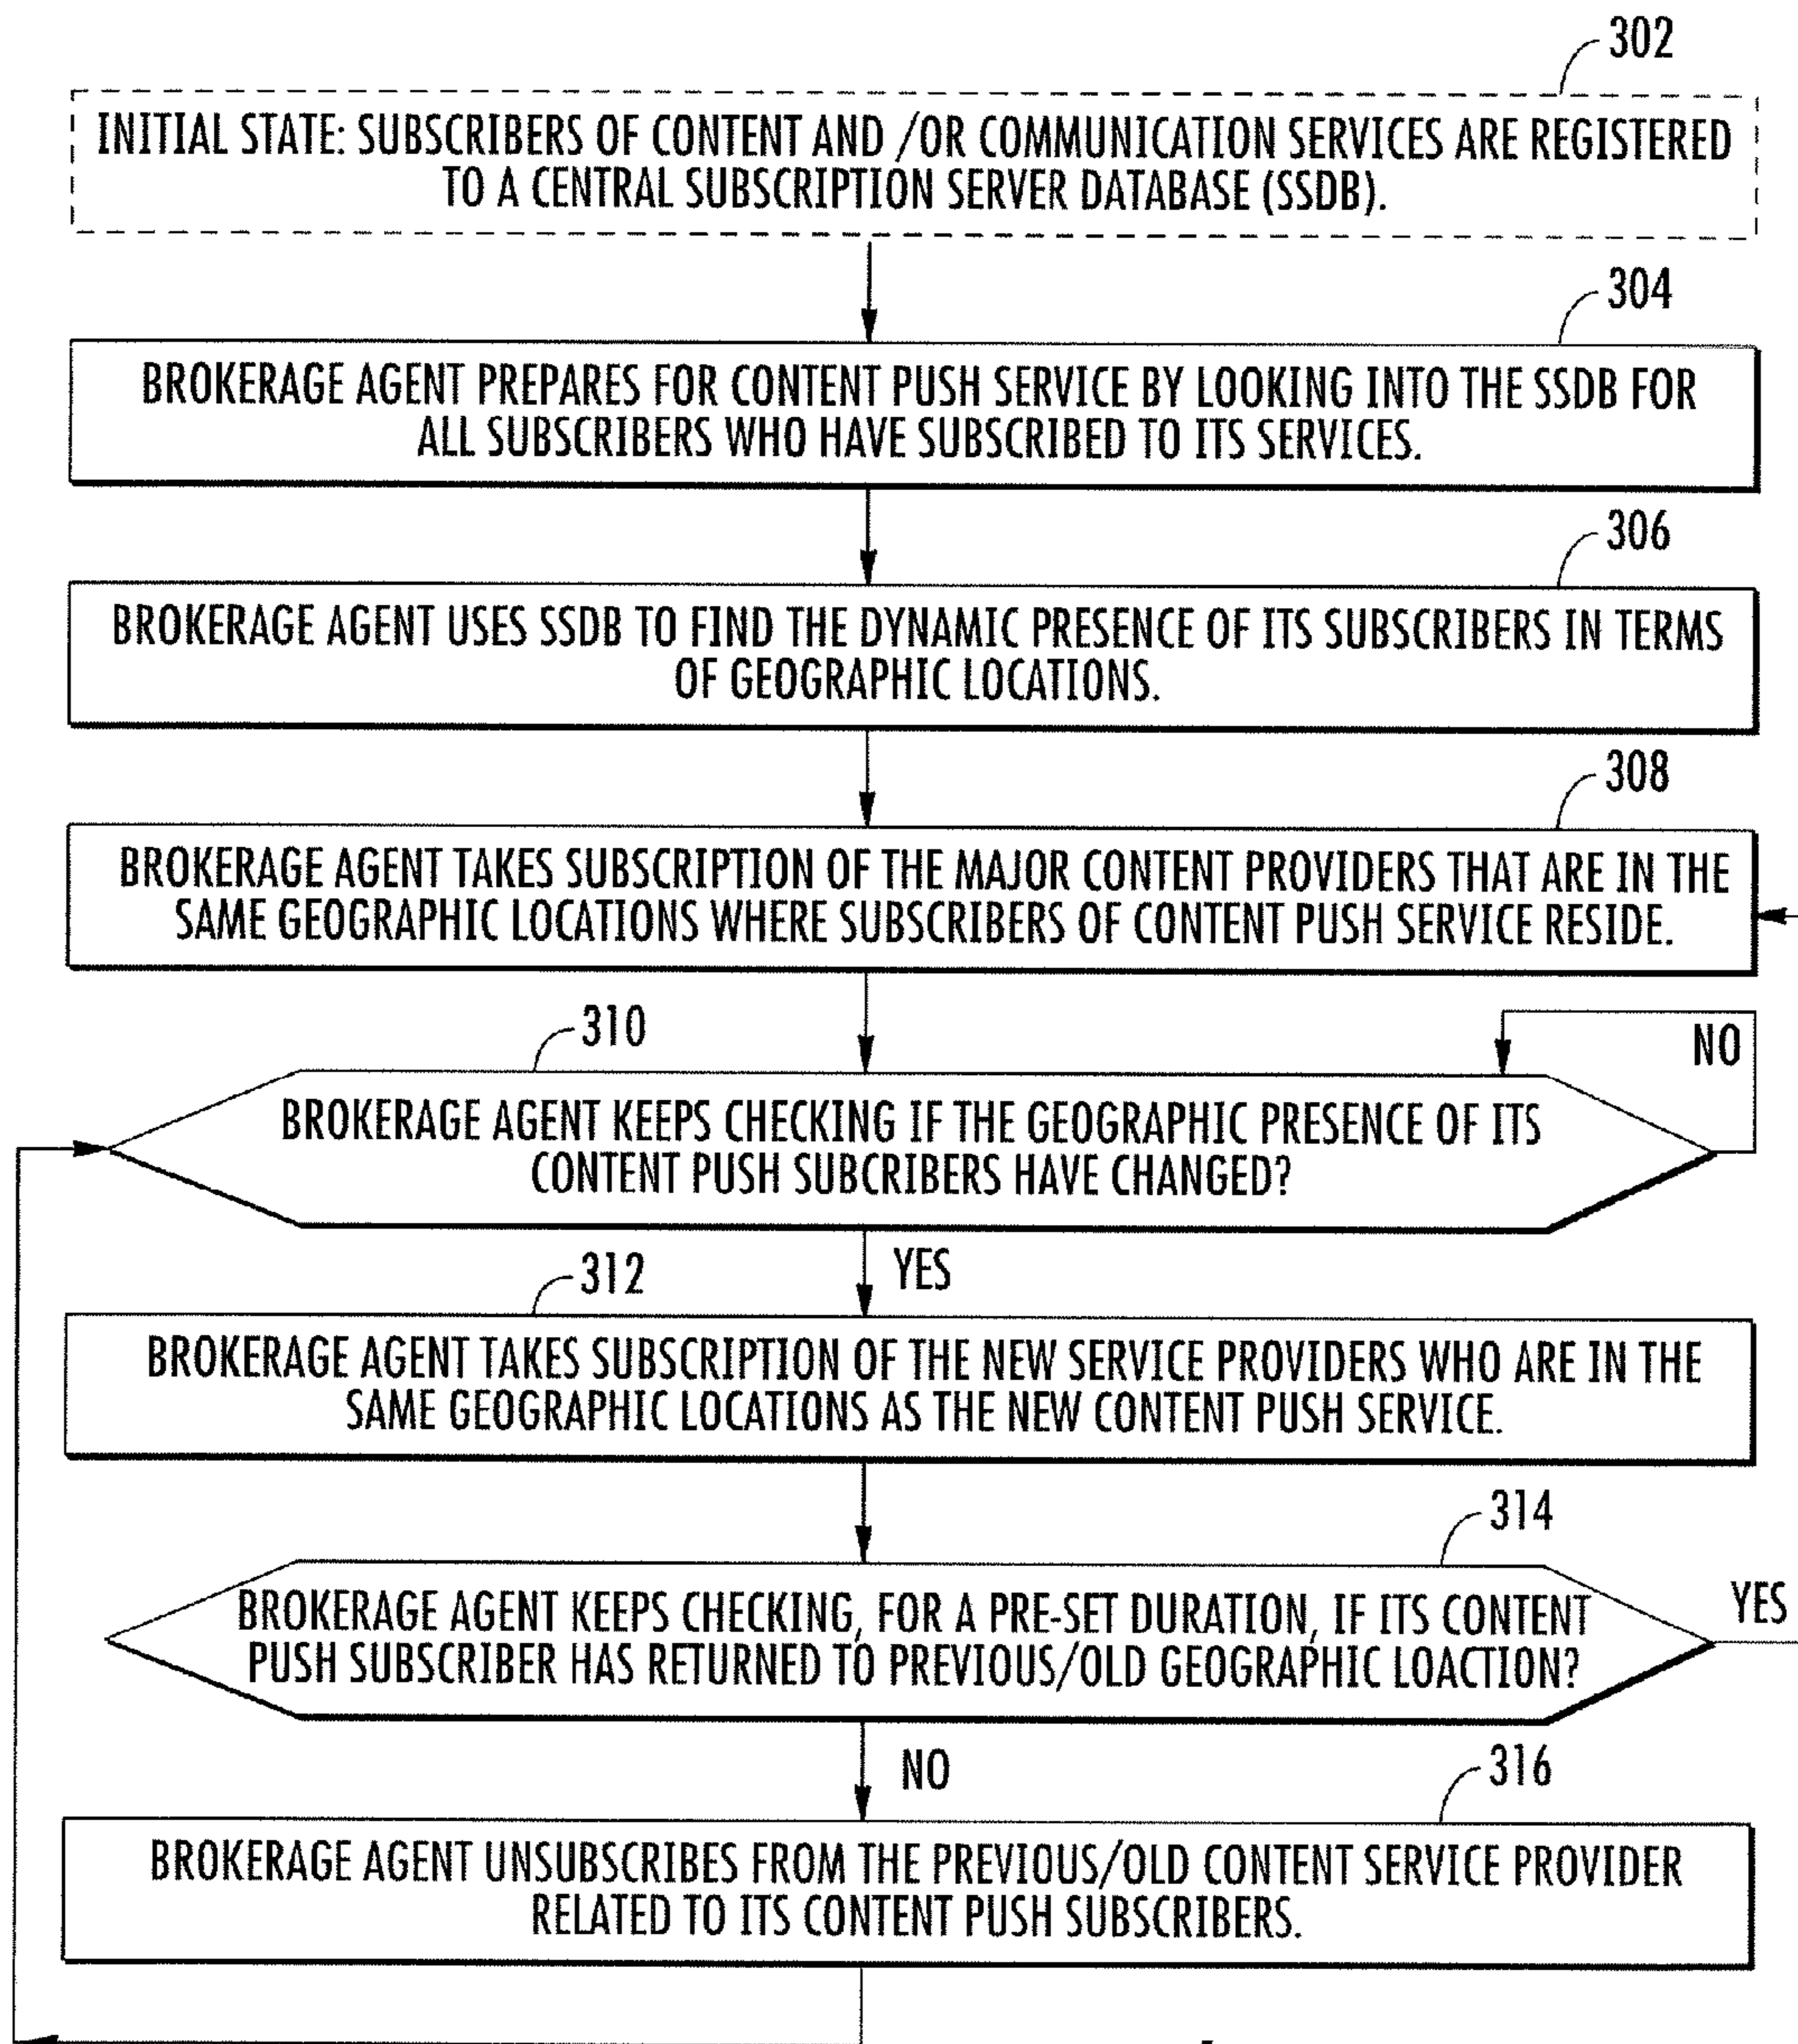 302
INITIAL STATE: SUBSCRIBERS OF CONTENT AND /OR COMMUNICATION SERVICES ARE REGISTERED
TO A CENTRAL SUBSCRIPTION SERVER DATABASE (SSDB).
304
BROKERAGE AGENT PREPARES FOR CONTENT PUSH SERVICE BY LOOKING INTO THE SSDB FOR
ALL SUBSCRIBERS WHO HAVE SUBSCRIBED TO ITS SERVICES.
306
BROKERAGE AGENT USES SSDB TO FIND THE DYNAMIC PRESENCE OF ITS SUBSCRIBERS IN TERMS
OF GEOGRAPHIC LOCATIONS.
308
BROKERAGE AGENT TAKES SUBSCRIPTION OF THE MAJOR CONTENT PROVIDERS THAT ARE IN THE
SAME GEOGRAPHIC LOCATIONS WHERE SUBSCRIBERS OF CONTENT PUSH SERVICE RESIDE.
310
NO
BROKERAGE AGENT KEEPS CHECKING IF THE GEOGRAPHIC PRESENCE OF ITS
CONTENT PUSH SUBCRIBERS HAVE CHANGED?
YES
312
BROKERAGE AGENT TAKES SUBSCRIPTION OF THE NEW SERVICE PROVIDERS WHO ARE IN THE
SAME GEOGRAPHIC LOCATIONS AS THE NEW CONTENT PUSH SERVICE.
314
BROKERAGE AGENT KEEPS CHECKING, FOR A PRE-SET DURATION, IF ITS CONTENT
PUSH SUBSCRIBER HAS RETURNED TO PREVIOUS/OLD GEOGRAPHIC LOACTION?
YES
NO
316
BROKERAGE AGENT UNSUBSCRIBES FROM THE PREVIOUS/OLD CONTENT SERVICE PROVIDER
RELATED TO ITS CONTENT PUSH SUBSCRIBERS.